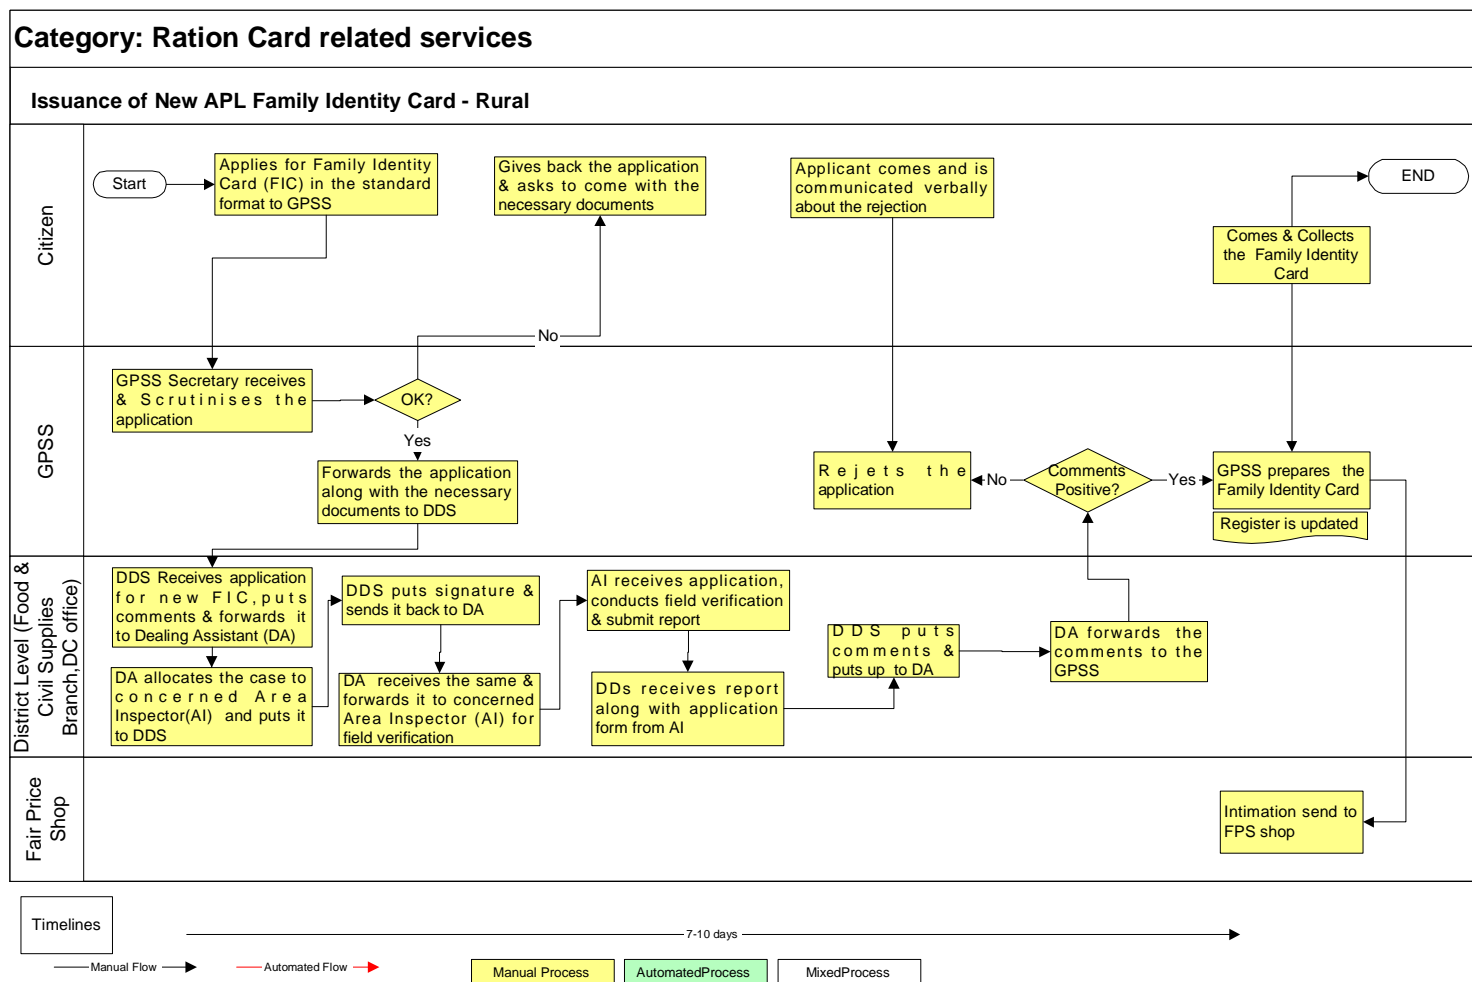 Category: Ration Card related services
Issuance of New APL Family Identity Card - Rural
Citizen
Start
Applies for Family Identity
Card (FIC) in the standard
format to GPSS
Gives back the application
& asks to come with the
necessary documents
Applicant comes and is
communicated verbally
about the rejection
END
Comes & Collects
the Family Identity
Card
No
GPSS
GPSS Secretary receives
& Scrutinises the
application
OK?
Yes
Forwards the application
along with the necessary
documents to DDS
Rejets the
application
No
Comments
Positive?
Yes
GPSS prepares the
Family Identity Card
Register is updated
District Level (Food &
Civil Supplies
Branch,DC office)
DDS Receives application
for new FIC,puts
comments & forwards it
to Dealing Assistant (DA)
DA allocates the case to
concerned Area
Inspector(AI) and puts it
to DDS
DDS puts signature &
sends it back to DA
DA receives the same &
forwards it to concerned
Area Inspector (AI) for
field verification
AI receives application,
conducts field verification
& submit report
DDs receives report
along with application
form from AI
DDS puts
comments &
puts up to DA
DA forwards the
comments to the
GPSS
Fair Price
Shop
Intimation send to
FPS shop
Timelines
7-10 days
Manual Flow
Automated Flow
Manual Process
AutomatedProcess
MixedProcess